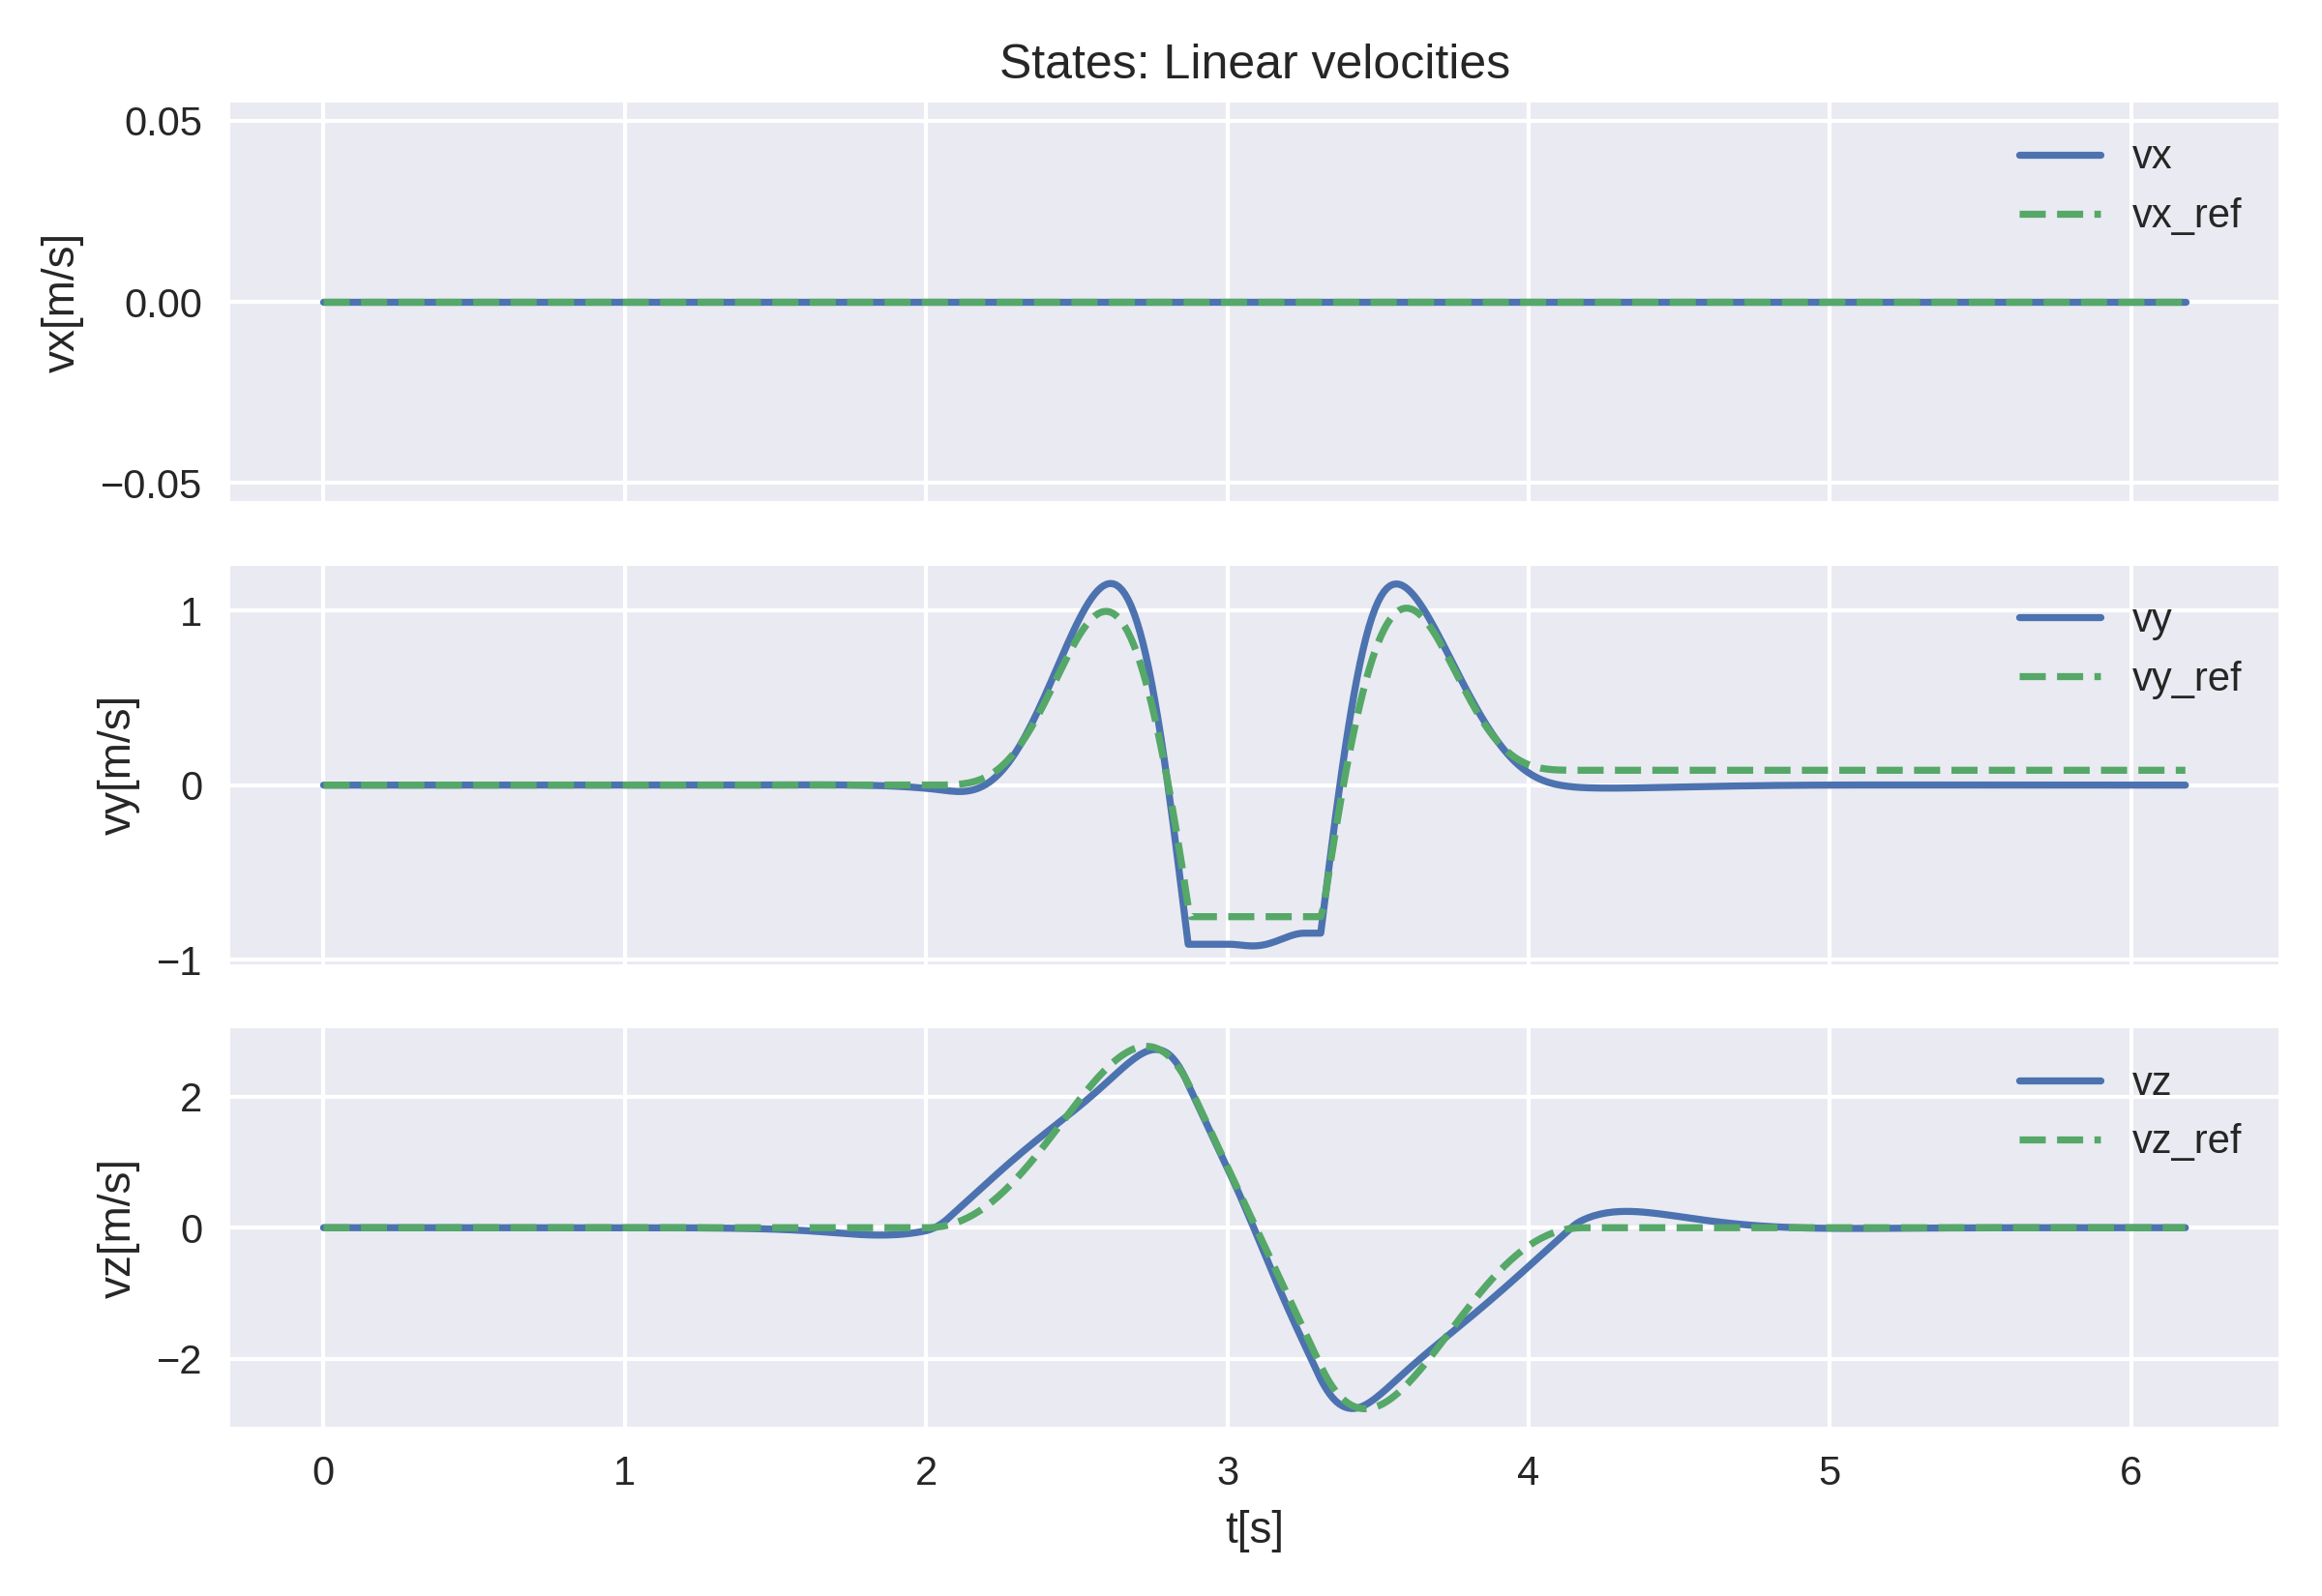 States: Linear velocities
0.05
0.00
−0.05
vx[m/s]
vx
vx_ref
1
0
−1
vy[m/s]
vy
vy_ref
2
0
−2
vz[m/s]
vz
vz_ref
0 1 2 3 4 5 6
t[s]